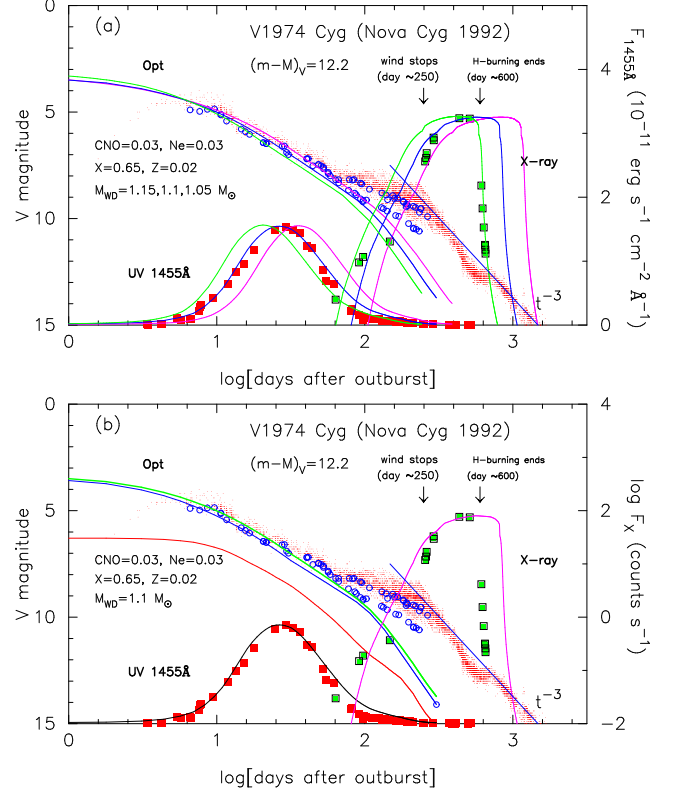 (a)
V1974 Cyg (Nova Cyg 1992)
Opt
(m−M)V=12.2
wind stops
(day ~250)
H-burning ends
(day ~600)
CNO=0.03, Ne=0.03
X=0.65, Z=0.02
MWD=1.15,1.1,1.05 M⊙
X-ray
UV 1455Å
t−3
V magnitude
0
5
10
15
F1455Å (10−11 erg s−1 cm−2 Å−1)
4
2
0
0
1
2
3
log[days after outburst]
(b)
V1974 Cyg (Nova Cyg 1992)
Opt
(m−M)V=12.2
wind stops
(day ~250)
H-burning ends
(day ~600)
CNO=0.03, Ne=0.03
X=0.65, Z=0.02
MWD=1.1 M⊙
X-ray
UV 1455Å
t−3
V magnitude
0
5
10
15
log FX (counts s−1)
4
2
0
−2
0
1
2
3
log[days after outburst]